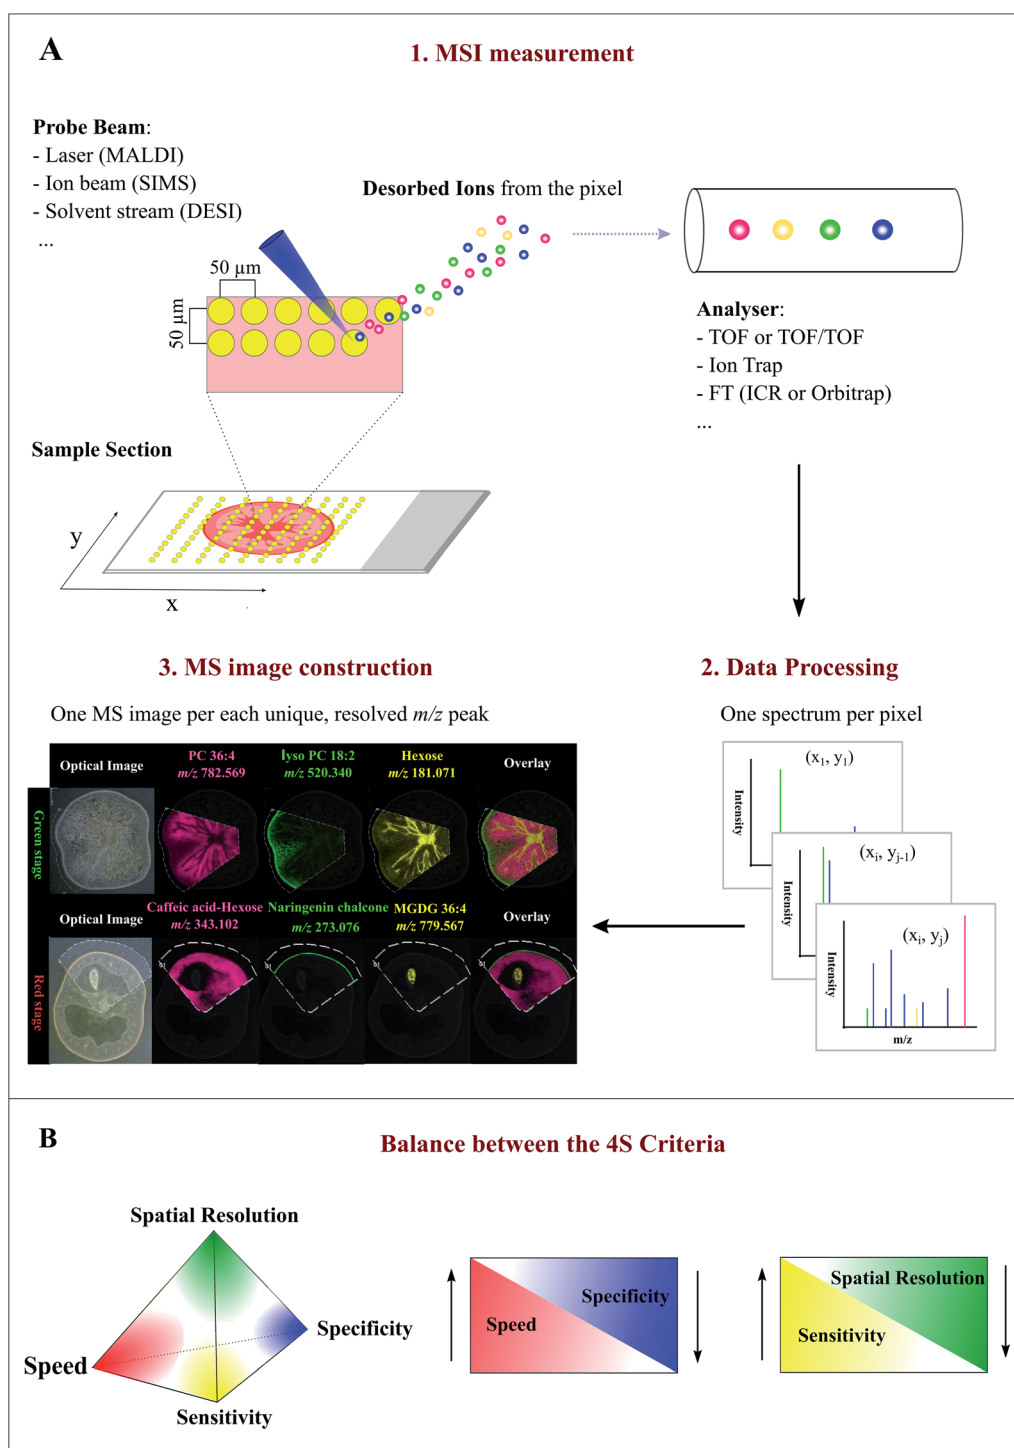 A
1. MSI measurement
Probe Beam:
- Laser (MALDI)
- Ion beam (SIMS)
- Solvent stream (DESI)
...
Desorbed Ions from the pixel
50 µm
50 µm
Analyser:
- TOF or TOF/TOF
- Ion Trap
- FT (ICR or Orbitrap)
...
Sample Section
y
x
3. MS image construction
One MS image per each unique, resolved m/z peak
Optical Image
PC 36:4
m/z 782.569
lyso PC 18:2
m/z 520.340
Hexose
m/z 181.071
Overlay
Green stage
Optical Image
Caffeic acid-Hexose
m/z 343.102
Naringenin chalcone
m/z 273.076
MGDG 36:4
m/z 779.567
Overlay
Red stage
2. Data Processing
One spectrum per pixel
(x₁, y₁)
Intensity
(xᵢ, yⱼ₋₁)
Intensity
(xᵢ, yⱼ)
Intensity
m/z
B
Balance between the 4S Criteria
Spatial Resolution
Specificity
Speed
Sensitivity
Specificity
Speed
Spatial Resolution
Sensitivity